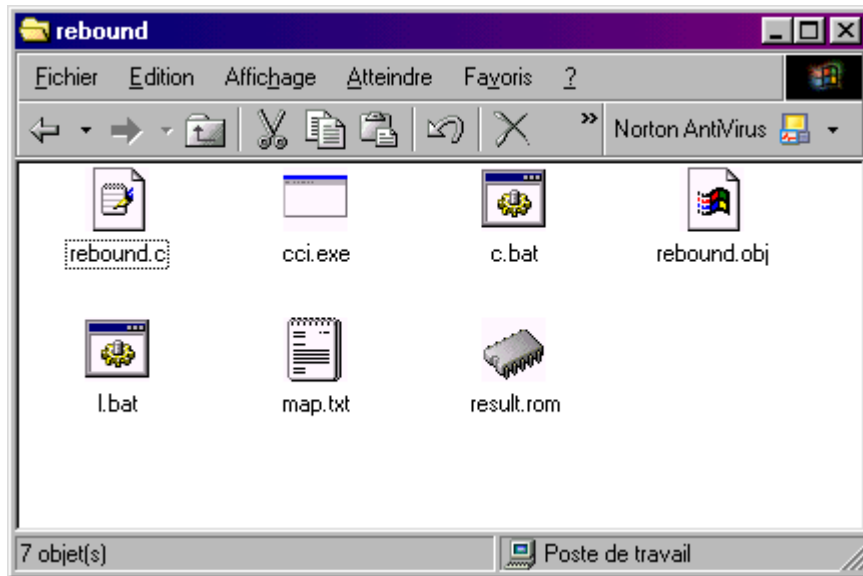 rebound
Fichier Edition Affichage Atteindre Favoris ?
» Norton AntiVirus
rebound.c cci.exe c.bat rebound.obj
l.bat map.txt result.rom
7 objet(s) Poste de travail